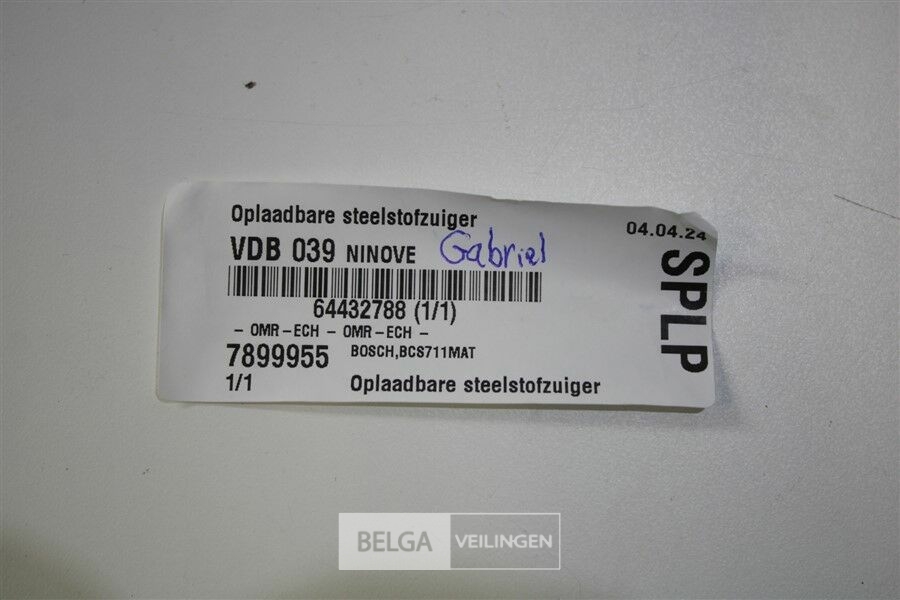 Oplaadbare steelstofzuiger
04.04.24
VDB 039 NINOVE Gabriel
SPLP
64432788 (1/1)
- OMR-ECH - OMR-ECH -
7899955 BOSCH,BCS711MAT
1/1 Oplaadbare steelstofzuiger
BELGA VEILINGEN